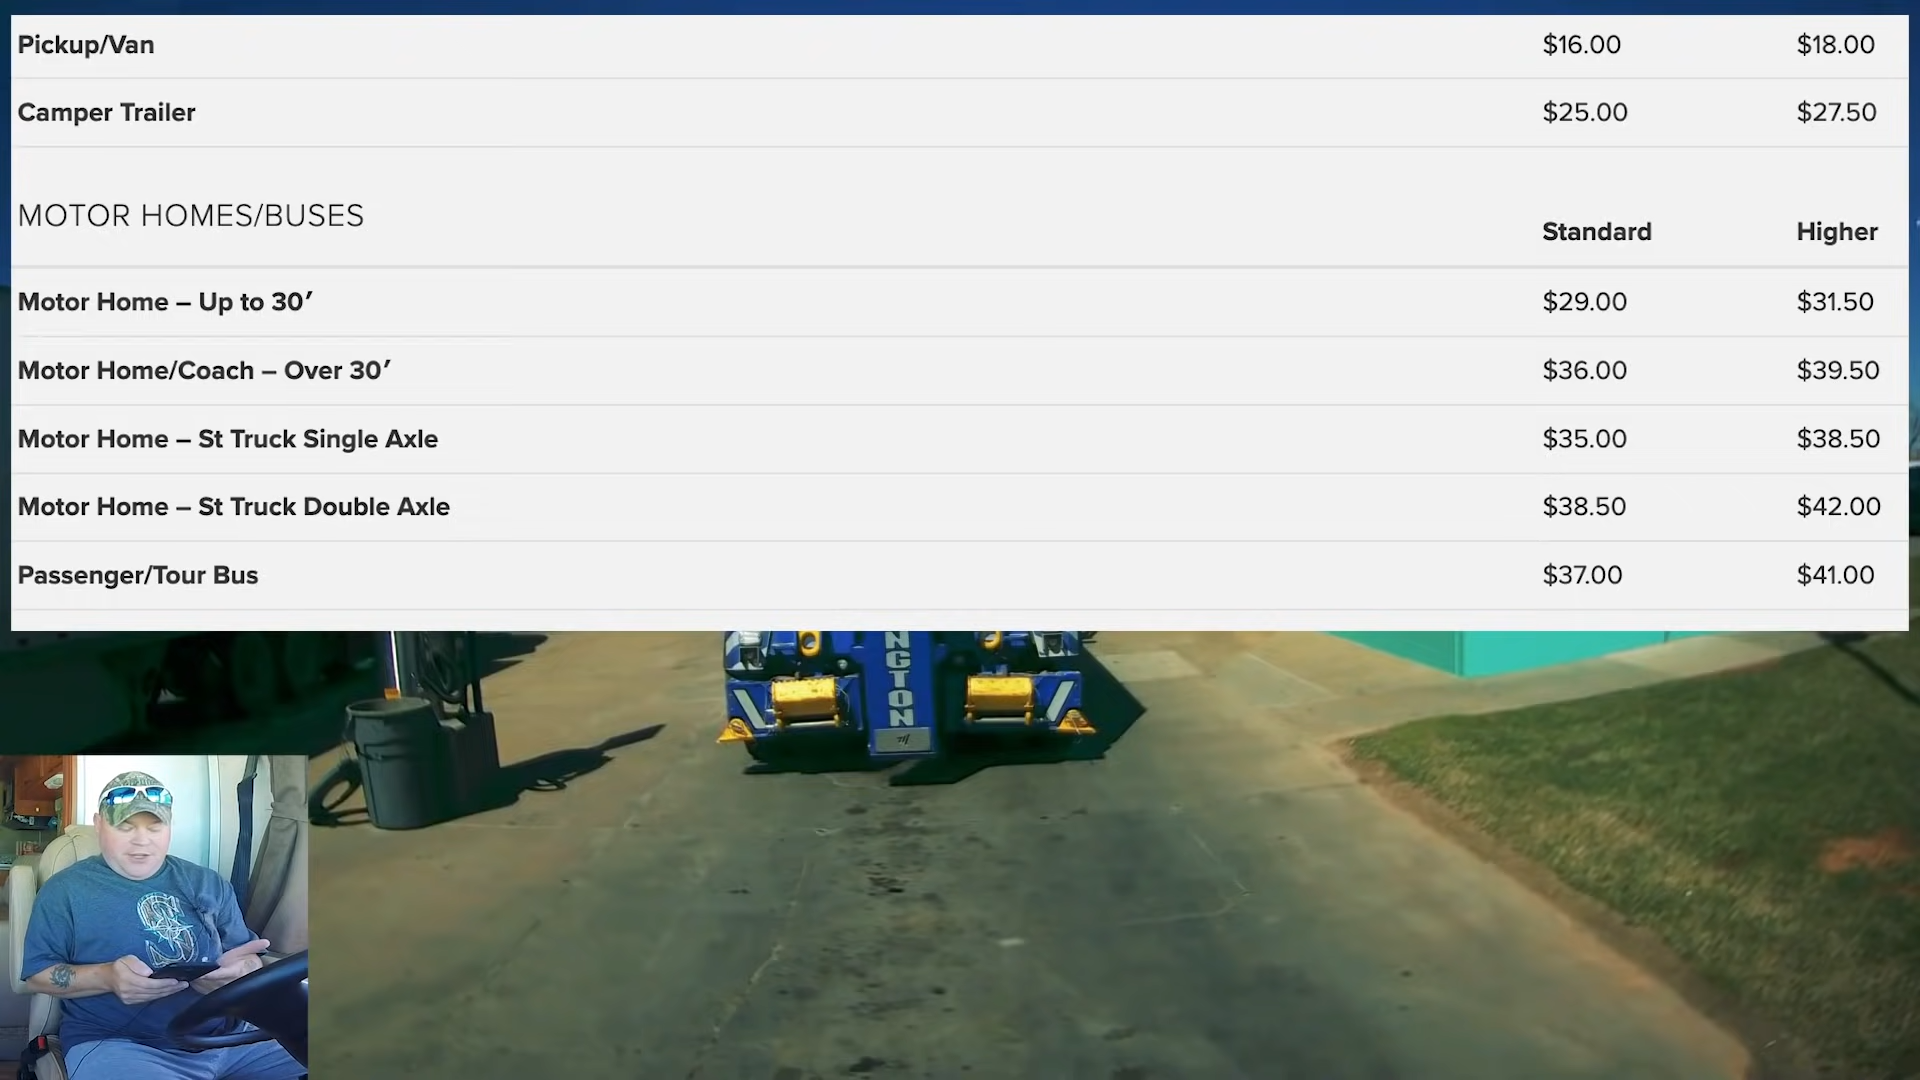 Pickup/Van $16.00 $18.00
Camper Trailer $25.00 $27.50
MOTOR HOMES/BUSES
Standard Higher
Motor Home – Up to 30′ $29.00 $31.50
Motor Home/Coach – Over 30′ $36.00 $39.50
Motor Home – St Truck Single Axle $35.00 $38.50
Motor Home – St Truck Double Axle $38.50 $42.00
Passenger/Tour Bus $37.00 $41.00
NGTON
S